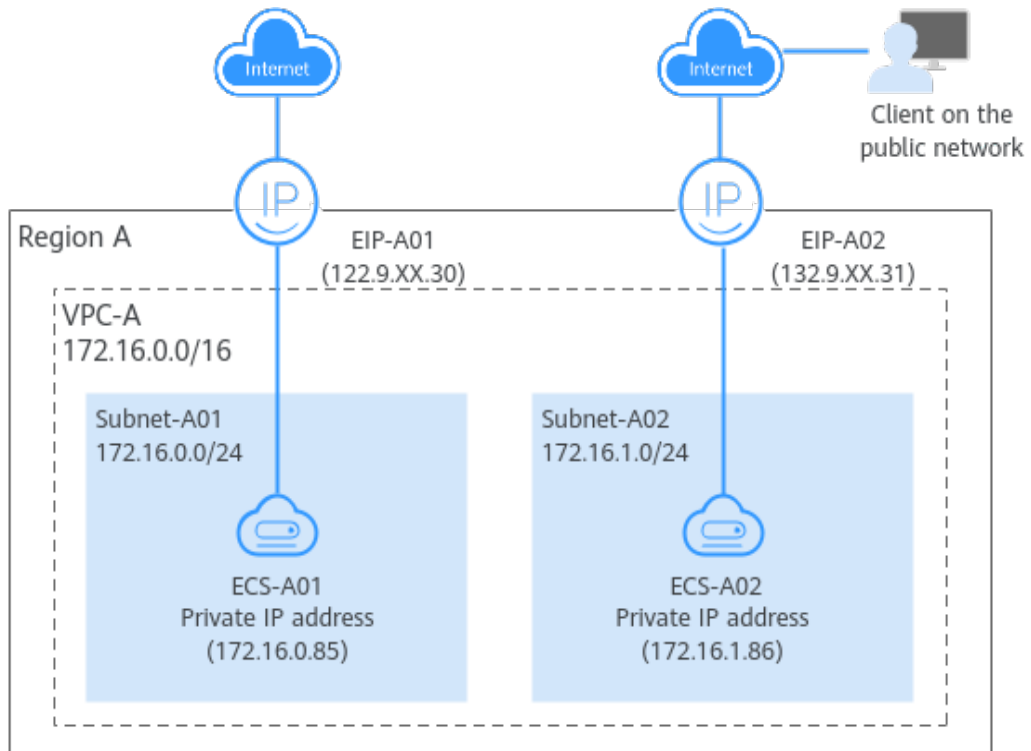 Internet
Internet
Client on the
public network
IP
IP
Region A
EIP-A01
(122.9.XX.30)
EIP-A02
(132.9.XX.31)
VPC-A
172.16.0.0/16
Subnet-A01
172.16.0.0/24
Subnet-A02
172.16.1.0/24
ECS-A01
Private IP address
(172.16.0.85)
ECS-A02
Private IP address
(172.16.1.86)